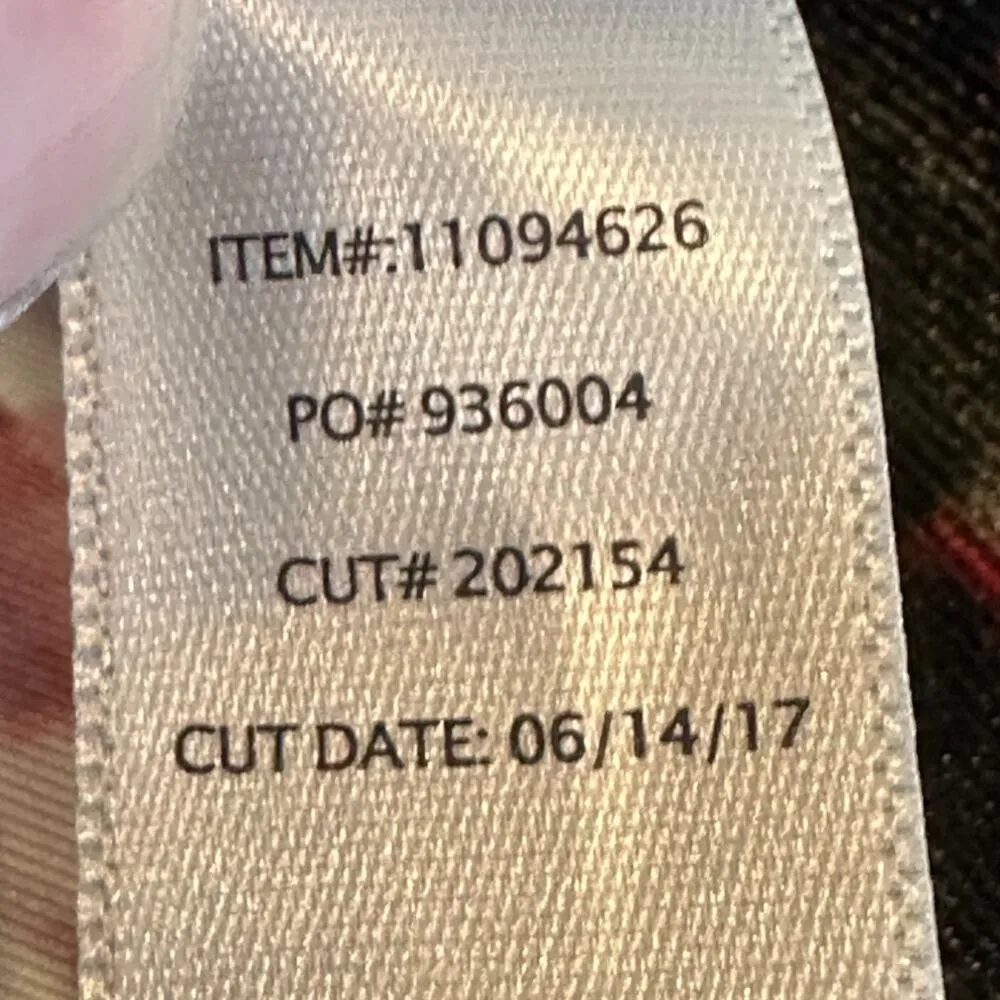 ITEM#:11094626
PO# 936004
CUT# 202154
CUT DATE: 06/14/17